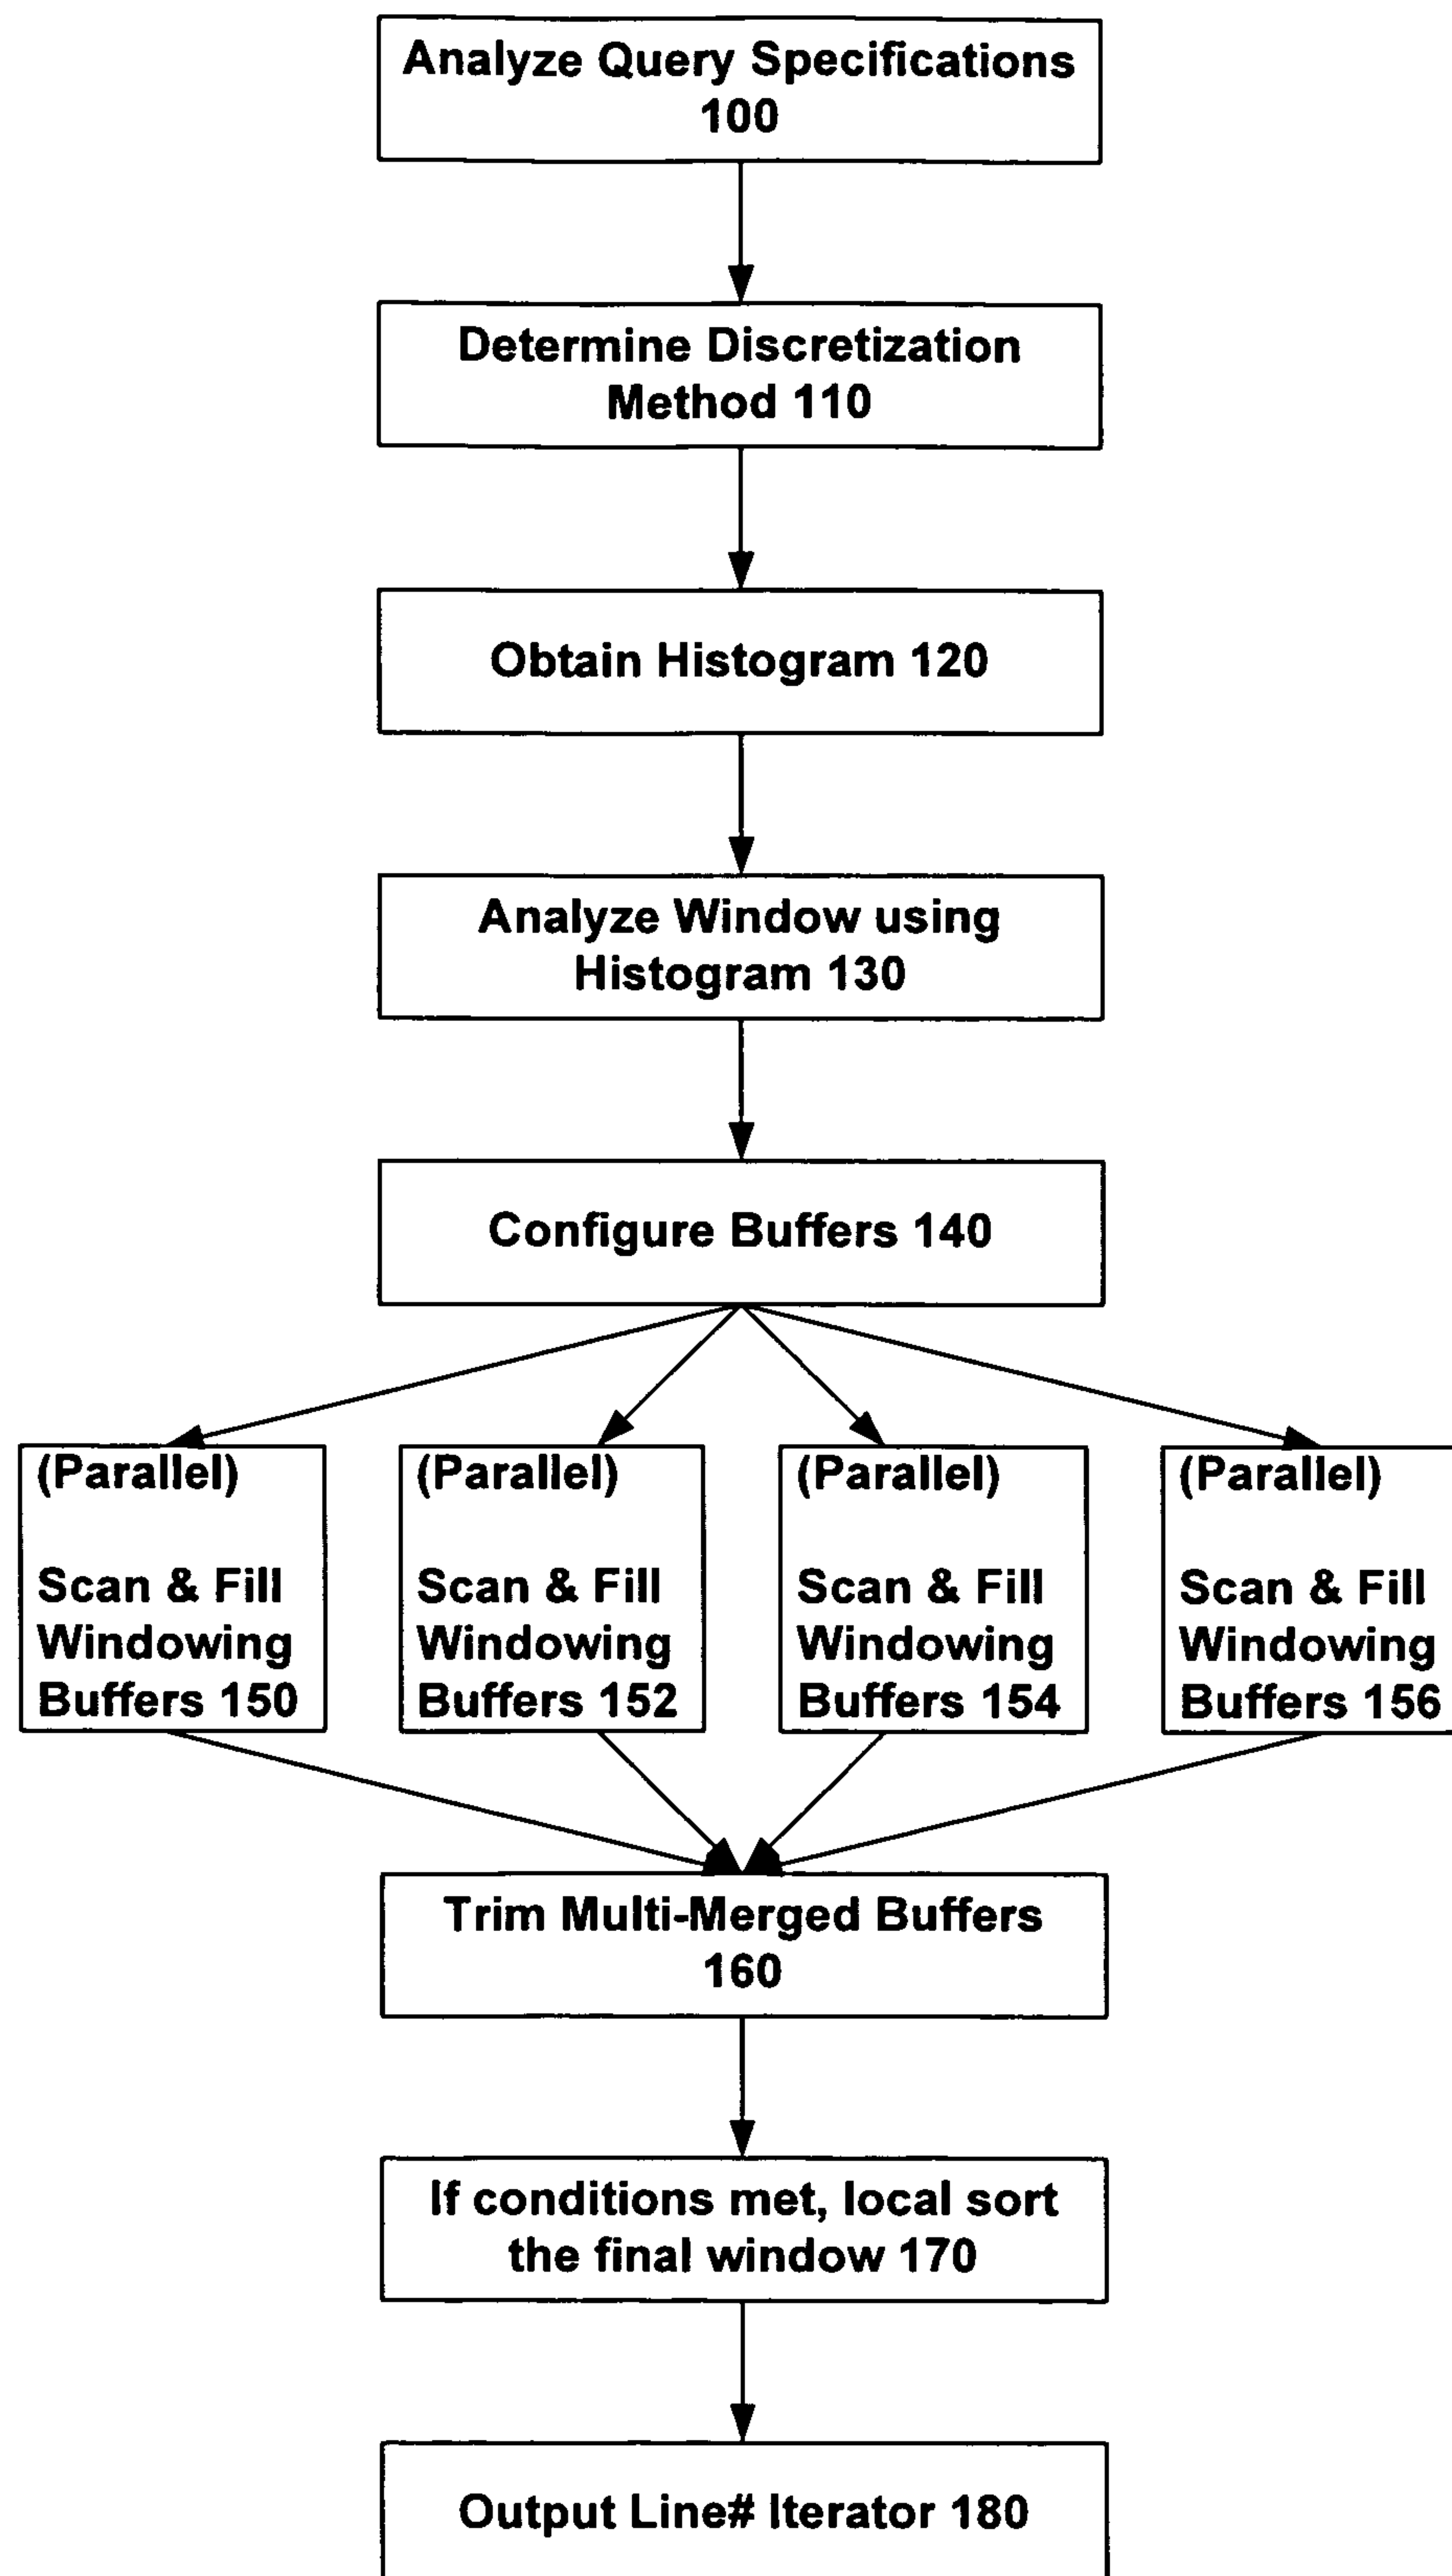 Analyze Query Specifications
100
Determine Discretization
Method 110
Obtain Histogram 120
Analyze Window using
Histogram 130
Configure Buffers 140
(Parallel)
Scan & Fill
Windowing
Buffers 150
(Parallel)
Scan & Fill
Windowing
Buffers 152
(Parallel)
Scan & Fill
Windowing
Buffers 154
(Parallel)
Scan & Fill
Windowing
Buffers 156
Trim Multi-Merged Buffers
160
If conditions met, local sort
the final window 170
Output Line# Iterator 180